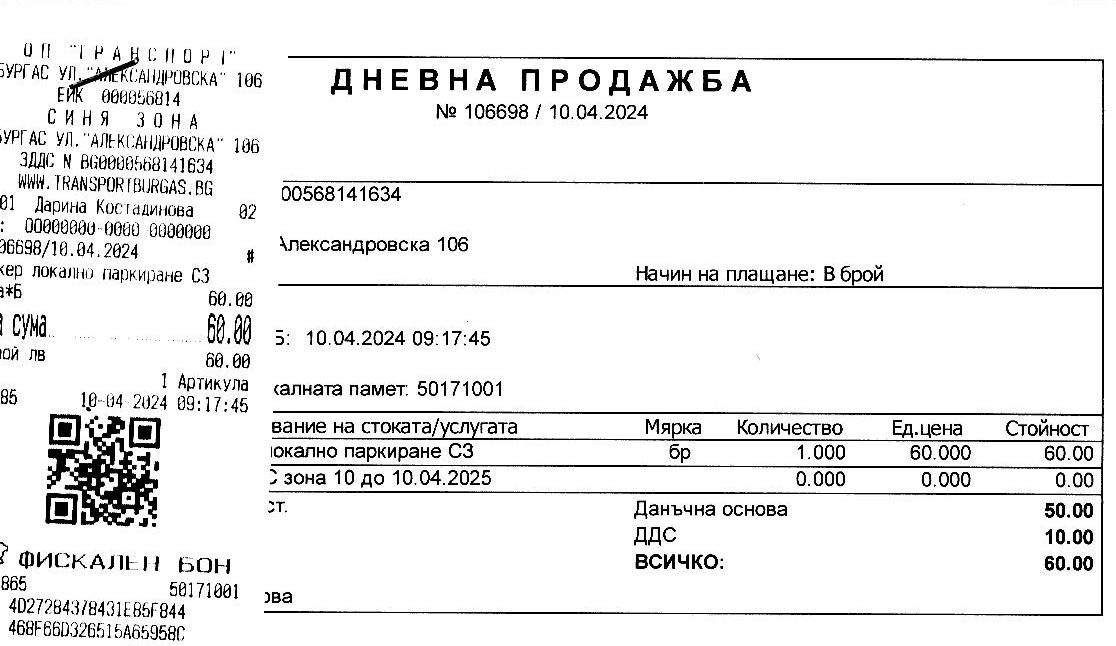 ОП "ТРАНСПОРТ"
БУРГАС УЛ."АЛЕКСАНДРОВСКА" 106
ЕИК 000056814
СИНЯ ЗОНА
БУРГАС УЛ."АЛЕКСАНДРОВСКА" 106
ЗДДС N BG0000568141634
WWW.TRANSPORTBURGAS.BG
01 Дарина Костадинова 02
: 00000000-0000 0000000
06698/10.04.2024 #
кер локално паркиране СЗ
а*Б 60.00
а сума 60.00
ой лв 60.00
1 Артикула
85 10-04-2024 09:17:45
ФИСКАЛЕН БОН
865 50171001
4D27284378431E85F844
468F66D326515A65958C
ДНЕВНА ПРОДАЖБА
№ 106698 / 10.04.2024
00568141634
Александровска 106
Начин на плащане: В брой
Б: 10.04.2024 09:17:45
калната памет: 50171001
вание на стоката/услугата Мярка Количество Ед.цена Стойност
локално паркиране СЗ бр 1.000 60.000 60.00
С зона 10 до 10.04.2025 0.000 0.000 0.00
ст. Данъчна основа 50.00
ДДС 10.00
ВСИЧКО: 60.00
ова